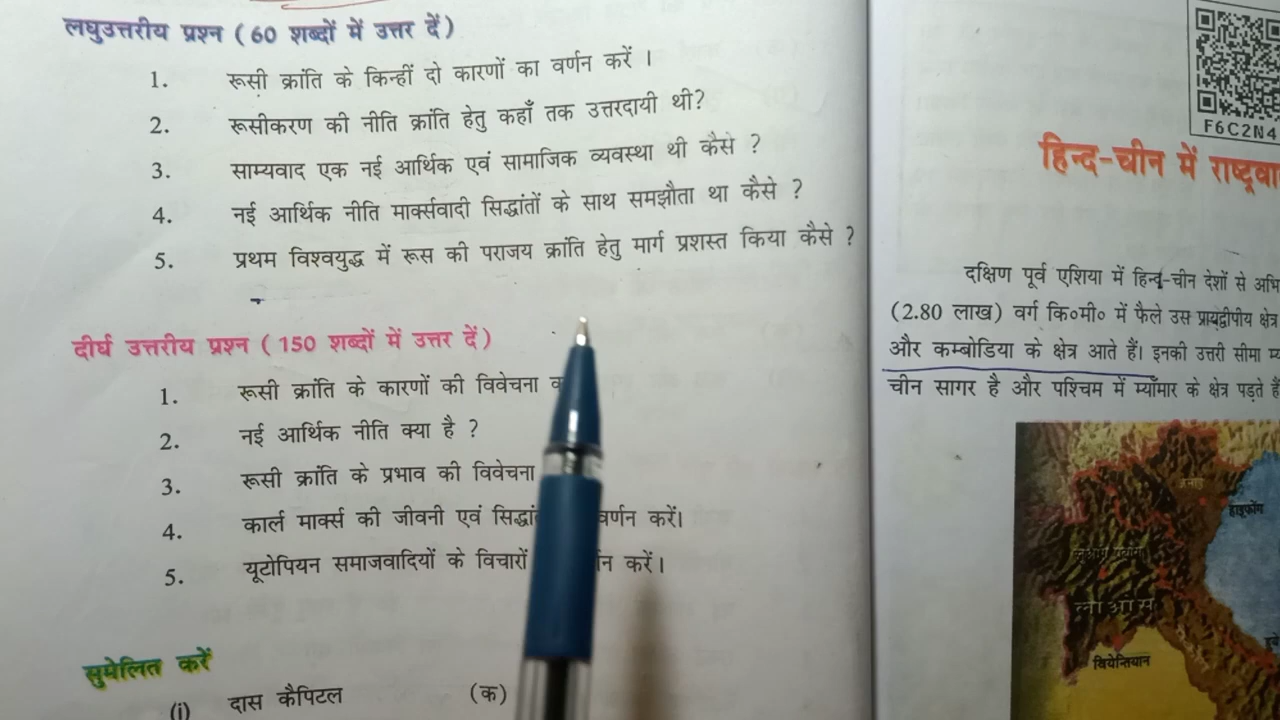 लघुउत्तरीय प्रश्न ( 60 शब्दों में उत्तर दें )
1. रूसी क्रांति के किन्हीं दो कारणों का वर्णन करें ।
2. रूसीकरण की नीति क्रांति हेतु कहाँ तक उत्तरदायी थी?
3. साम्यवाद एक नई आर्थिक एवं सामाजिक व्यवस्था थी कैसे ?
4. नई आर्थिक नीति मार्क्सवादी सिद्धांतों के साथ समझौता था कैसे ?
5. प्रथम विश्वयुद्ध में रूस की पराजय क्रांति हेतु मार्ग प्रशस्त किया कैसे ?
दीर्घ उत्तरीय प्रश्न ( 150 शब्दों में उत्तर दें )
1. रूसी क्रांति के कारणों की विवेचना
2. नई आर्थिक नीति क्या है ?
3. रूसी क्रांति के प्रभाव की विवेचना
4. कार्ल मार्क्स की जीवनी एवं वर्णन करें।
5. यूटोपियन समाजवादियों के विचारों करें।
सुमेलित करें
(i) दास कैपिटल (क)
F6C2N4
हिन्द-चीन में
दक्षिण पूर्व एशिया में हिन्द-चीन देशों से
(2.80 लाख) वर्ग कि०मी० में फैले उस प्रायद्वीपीय क्षेत्र
और कम्बोडिया के क्षेत्र आते हैं। इनकी उत्तरी सीमा
चीन सागर है और पश्चिम में म्याँमार के क्षेत्र पड़ते हैं
हाइफोंग
लाओस
वियेन्तियान